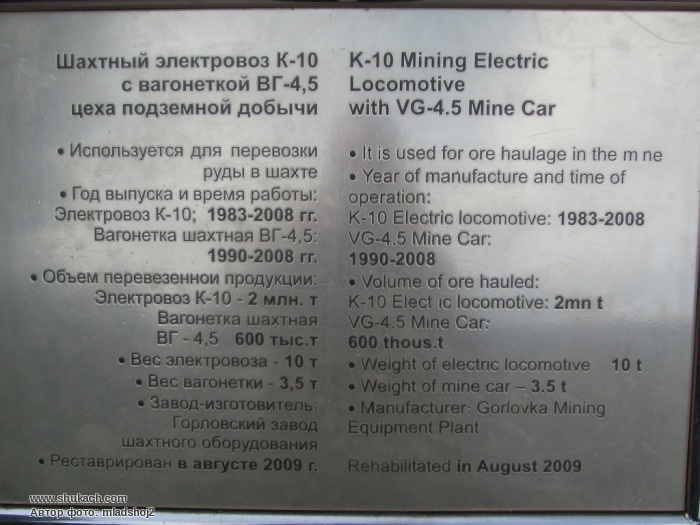 Шахтный электровоз К-10
с вагонеткой ВГ-4,5
цеха подземной добычи
• Используется для перевозки
руды в шахте
• Год выпуска и время работы:
Электровоз К-10; 1983-2008 гг.
Вагонетка шахтная ВГ-4,5:
1990-2008 гг.
• Объем перевезенной продукции:
Электровоз К-10 - 2 млн. т
Вагонетка шахтная
ВГ - 4,5 600 тыс.т
• Вес электровоза - 10 т
• Вес вагонетки - 3,5 т
• Завод-изготовитель:
Горловский завод
шахтного оборудования
• Реставрирован в августе 2009 г.
K-10 Mining Electric
Locomotive
with VG-4.5 Mine Car
• It is used for ore haulage in the mine
• Year of manufacture and time of
operation:
K-10 Electric locomotive: 1983-2008
VG-4.5 Mine Car:
1990-2008
• Volume of ore hauled:
K-10 Electric locomotive: 2mn t
VG-4.5 Mine Car:
600 thous.t
• Weight of electric locomotive 10 t
• Weight of mine car – 3.5 t
• Manufacturer: Gorlovka Mining
Equipment Plant
Rehabilitated in August 2009
www.shukach.com
Автор фото: mladshoj2